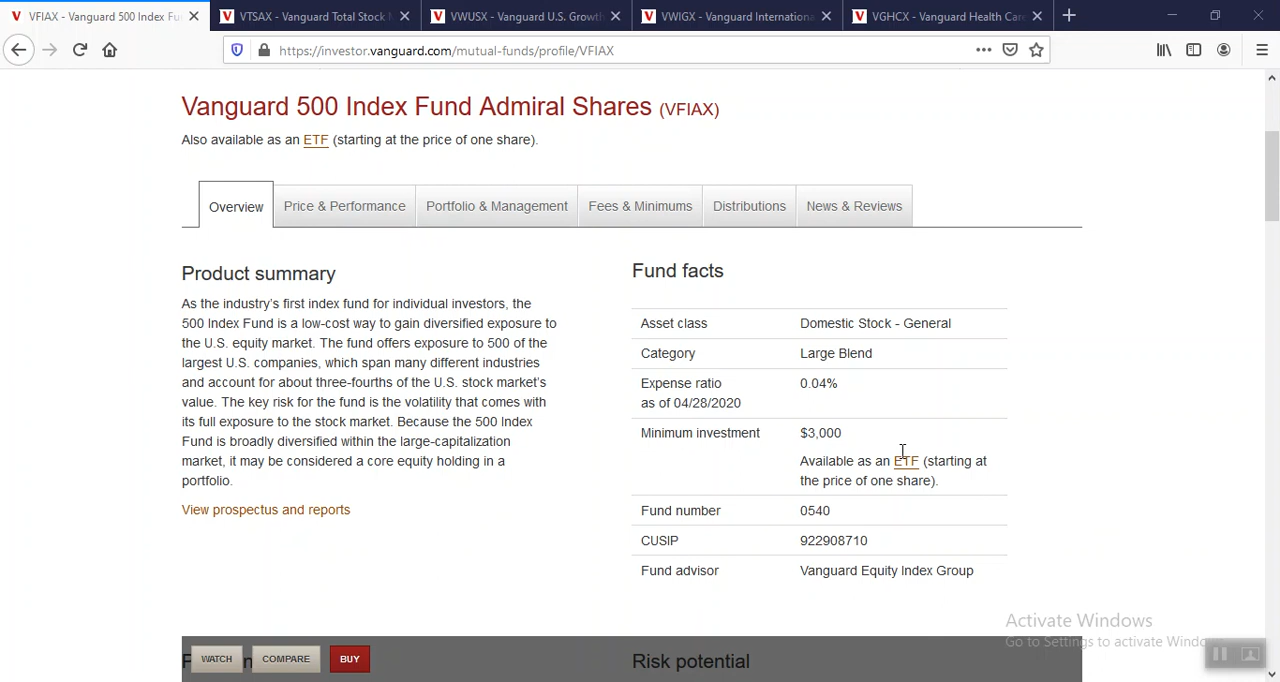 VFIAX - Vanguard 500 Index Fu
VTSAX - Vanguard Total Stock
VWUSX - Vanguard U.S. Growth
VWIGX - Vanguard Internationa
VGHCX - Vanguard Health Car
https://investor.vanguard.com/mutual-funds/profile/VFIAX
Vanguard 500 Index Fund Admiral Shares (VFIAX)
Also available as an ETF (starting at the price of one share).
Overview
Price & Performance
Portfolio & Management
Fees & Minimums
Distributions
News & Reviews
Product summary
As the industry's first index fund for individual investors, the
500 Index Fund is a low-cost way to gain diversified exposure to
the U.S. equity market. The fund offers exposure to 500 of the
largest U.S. companies, which span many different industries
and account for about three-fourths of the U.S. stock market's
value. The key risk for the fund is the volatility that comes with
its full exposure to the stock market. Because the 500 Index
Fund is broadly diversified within the large-capitalization
market, it may be considered a core equity holding in a
portfolio.
View prospectus and reports
Fund facts
Asset class Domestic Stock - General
Category Large Blend
Expense ratio 0.04%
as of 04/28/2020
Minimum investment $3,000
Available as an ETF (starting at
the price of one share).
Fund number 0540
CUSIP 922908710
Fund advisor Vanguard Equity Index Group
Activate Windows
Go to Settings to activate Windo
WATCH
COMPARE
BUY
Risk potential